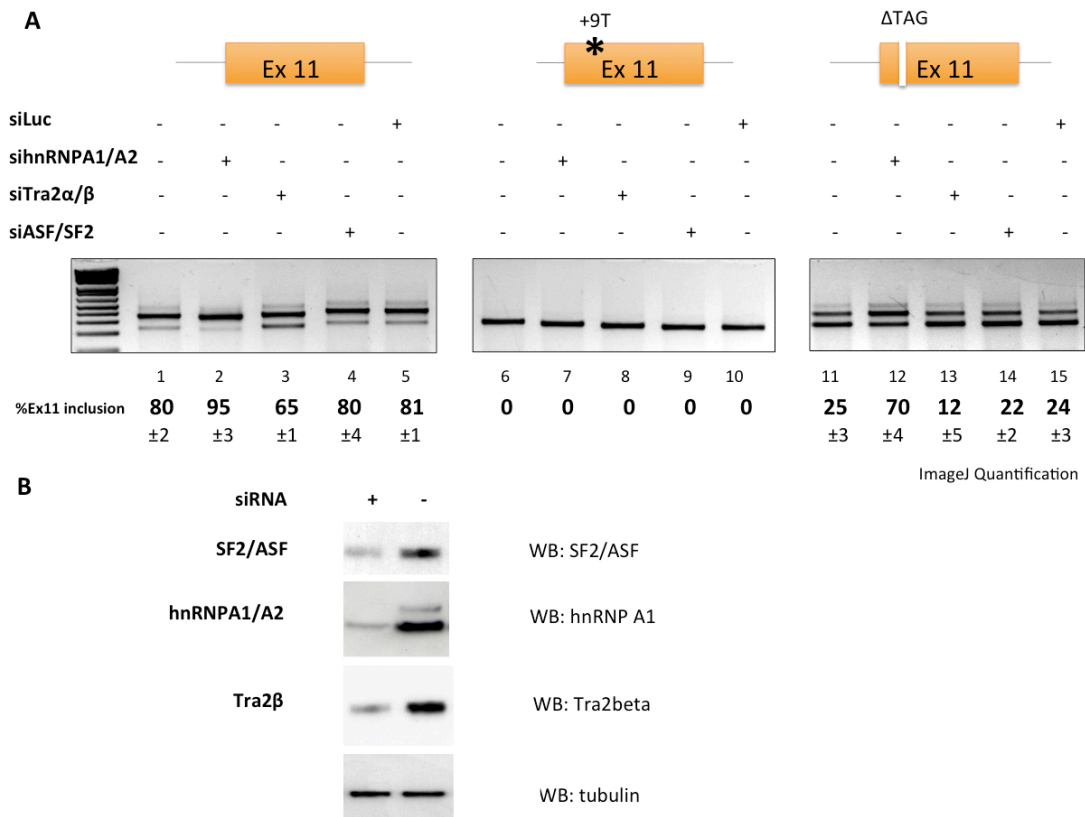 A
+9T
ΔTAG
*
Ex 11
Ex 11
Ex 11
siLuc - - - - + - - - - + - - - - +
sihnRNPA1/A2 - + - - - - + - - - - + - - -
siTra2α/β - - + - - - - + - - - - + - -
siASF/SF2 - - - + - - - - + - - - - + -
1 2 3 4 5 6 7 8 9 10 11 12 13 14 15
%Ex11 inclusion 80 95 65 80 81 0 0 0 0 0 25 70 12 22 24
±2 ±3 ±1 ±4 ±1 ±3 ±4 ±5 ±2 ±3
ImageJ Quantification
B
siRNA + -
SF2/ASF WB: SF2/ASF
hnRNPA1/A2 WB: hnRNP A1
Tra2β WB: Tra2beta
WB: tubulin